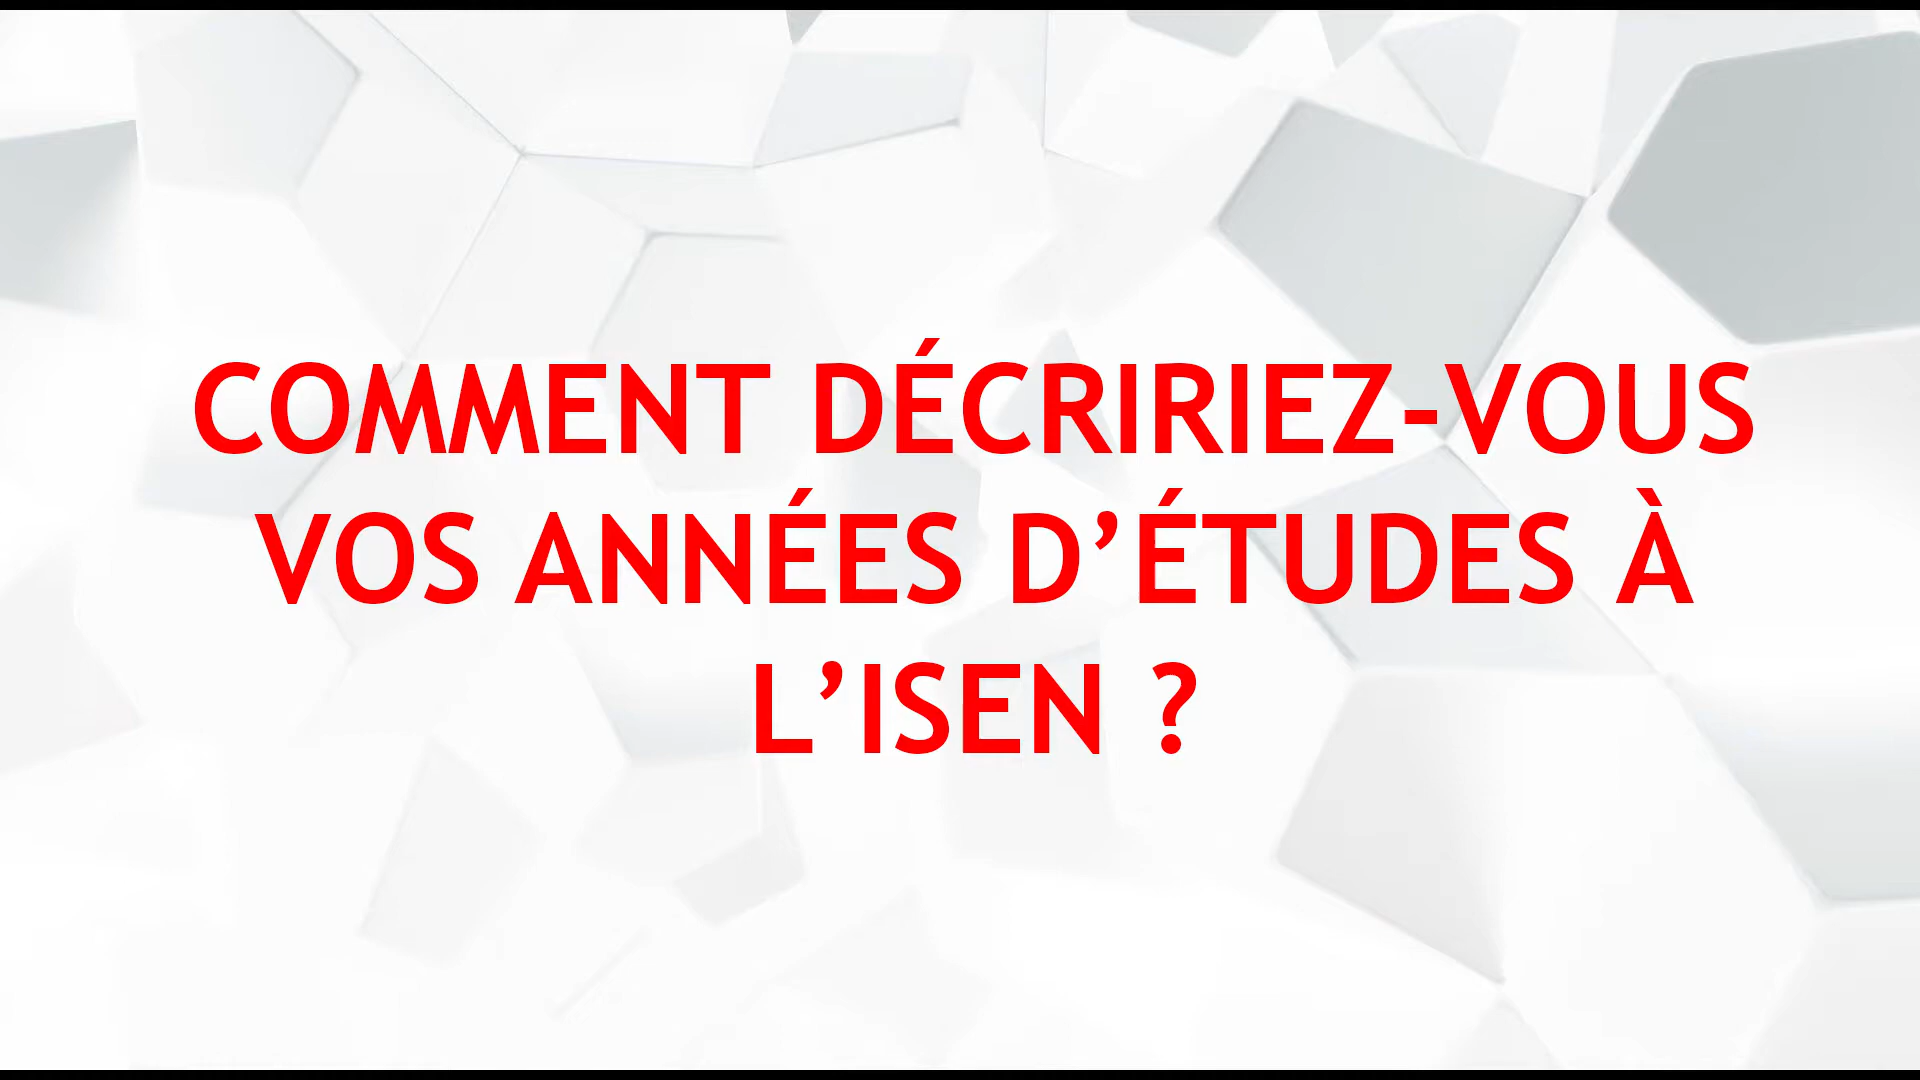 COMMENT DÉCRIRIEZ-VOUS
VOS ANNÉES D’ÉTUDES À
L’ISEN ?